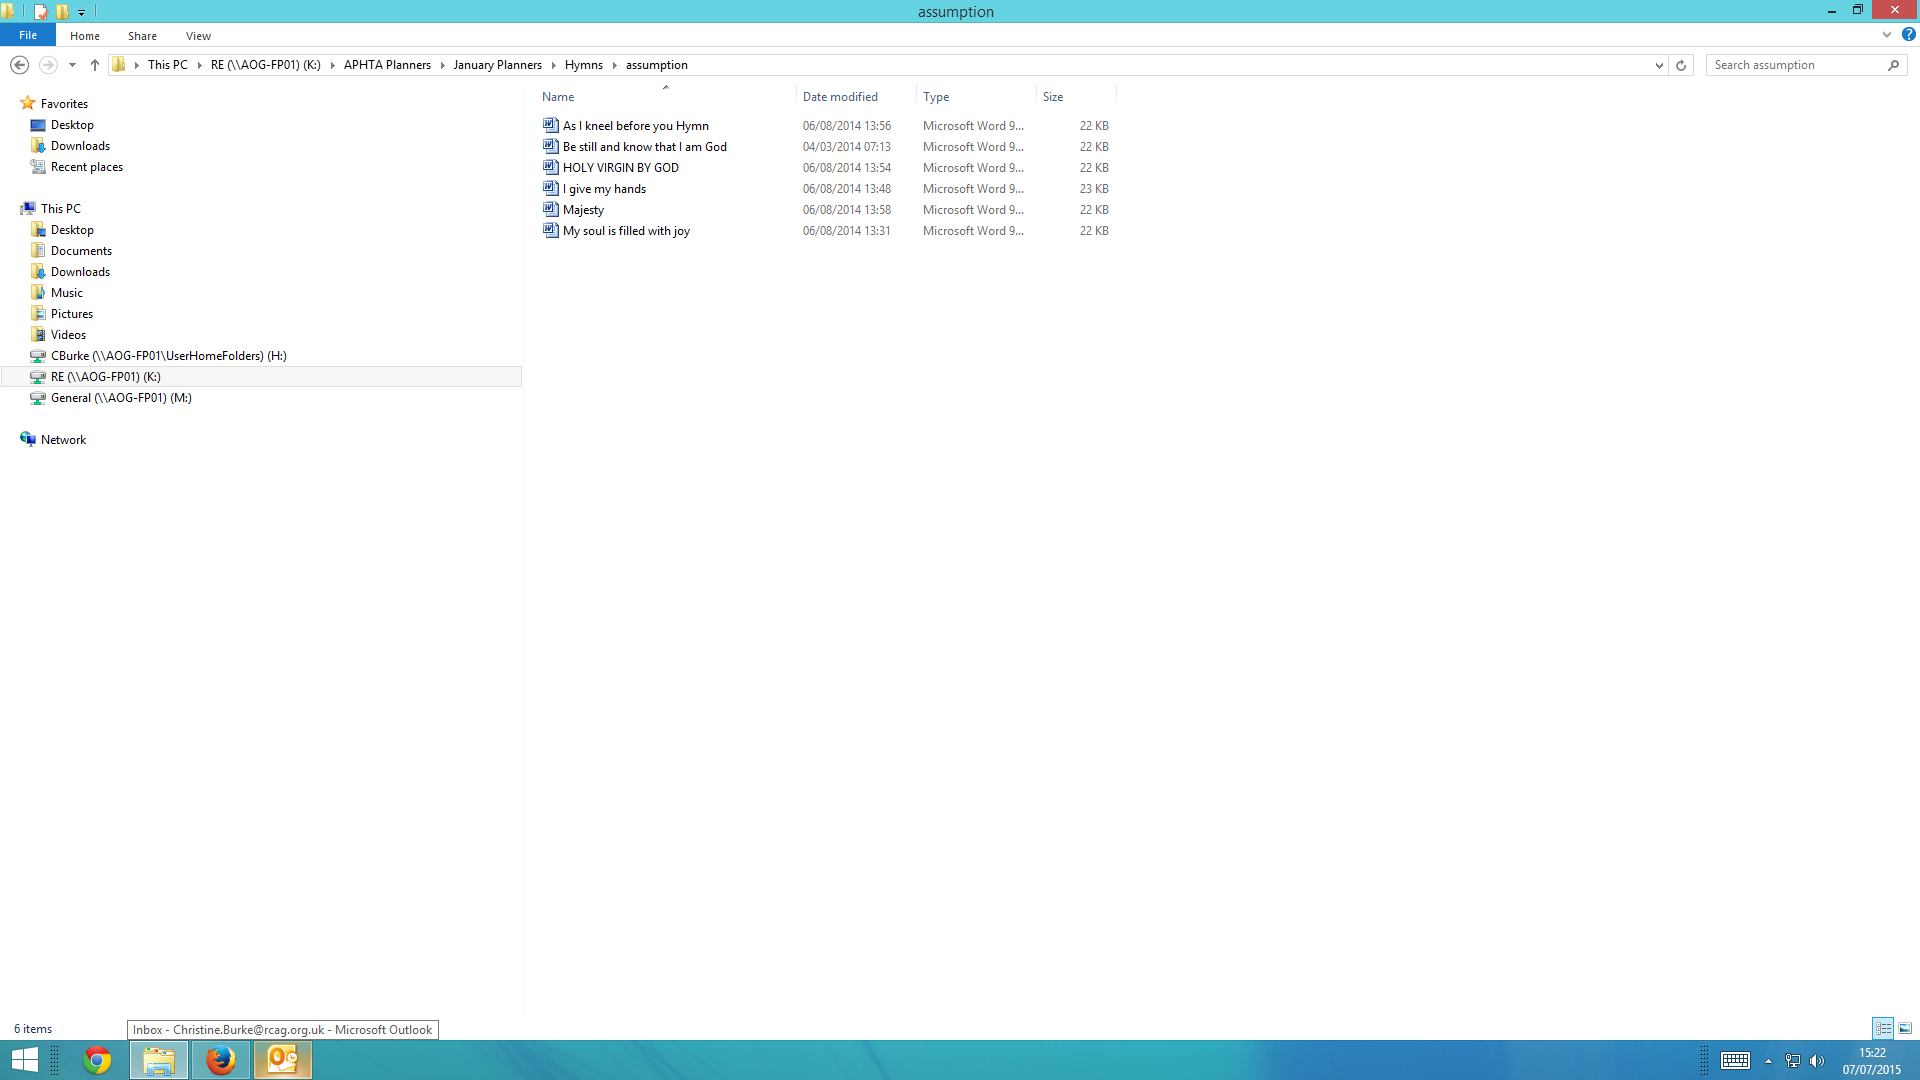 assumption
File Home Share View
This PC RE (\\AOG-FP01) (K:) APHTA Planners January Planners Hymns assumption
Search assumption
Favorites
Desktop
Downloads
Recent places
This PC
Desktop
Documents
Downloads
Music
Pictures
Videos
CBurke (\\AOG-FP01\UserHomeFolders) (H:)
RE (\\AOG-FP01) (K:)
General (\\AOG-FP01) (M:)
Network
Name Date modified Type Size
As I kneel before you Hymn 06/08/2014 13:56 Microsoft Word 9... 22 KB
Be still and know that I am God 04/03/2014 07:13 Microsoft Word 9... 22 KB
HOLY VIRGIN BY GOD 06/08/2014 13:54 Microsoft Word 9... 22 KB
I give my hands 06/08/2014 13:48 Microsoft Word 9... 23 KB
Majesty 06/08/2014 13:58 Microsoft Word 9... 22 KB
My soul is filled with joy 06/08/2014 13:31 Microsoft Word 9... 22 KB
6 items
Inbox - Christine.Burke@rcag.org.uk - Microsoft Outlook
15:22
07/07/2015